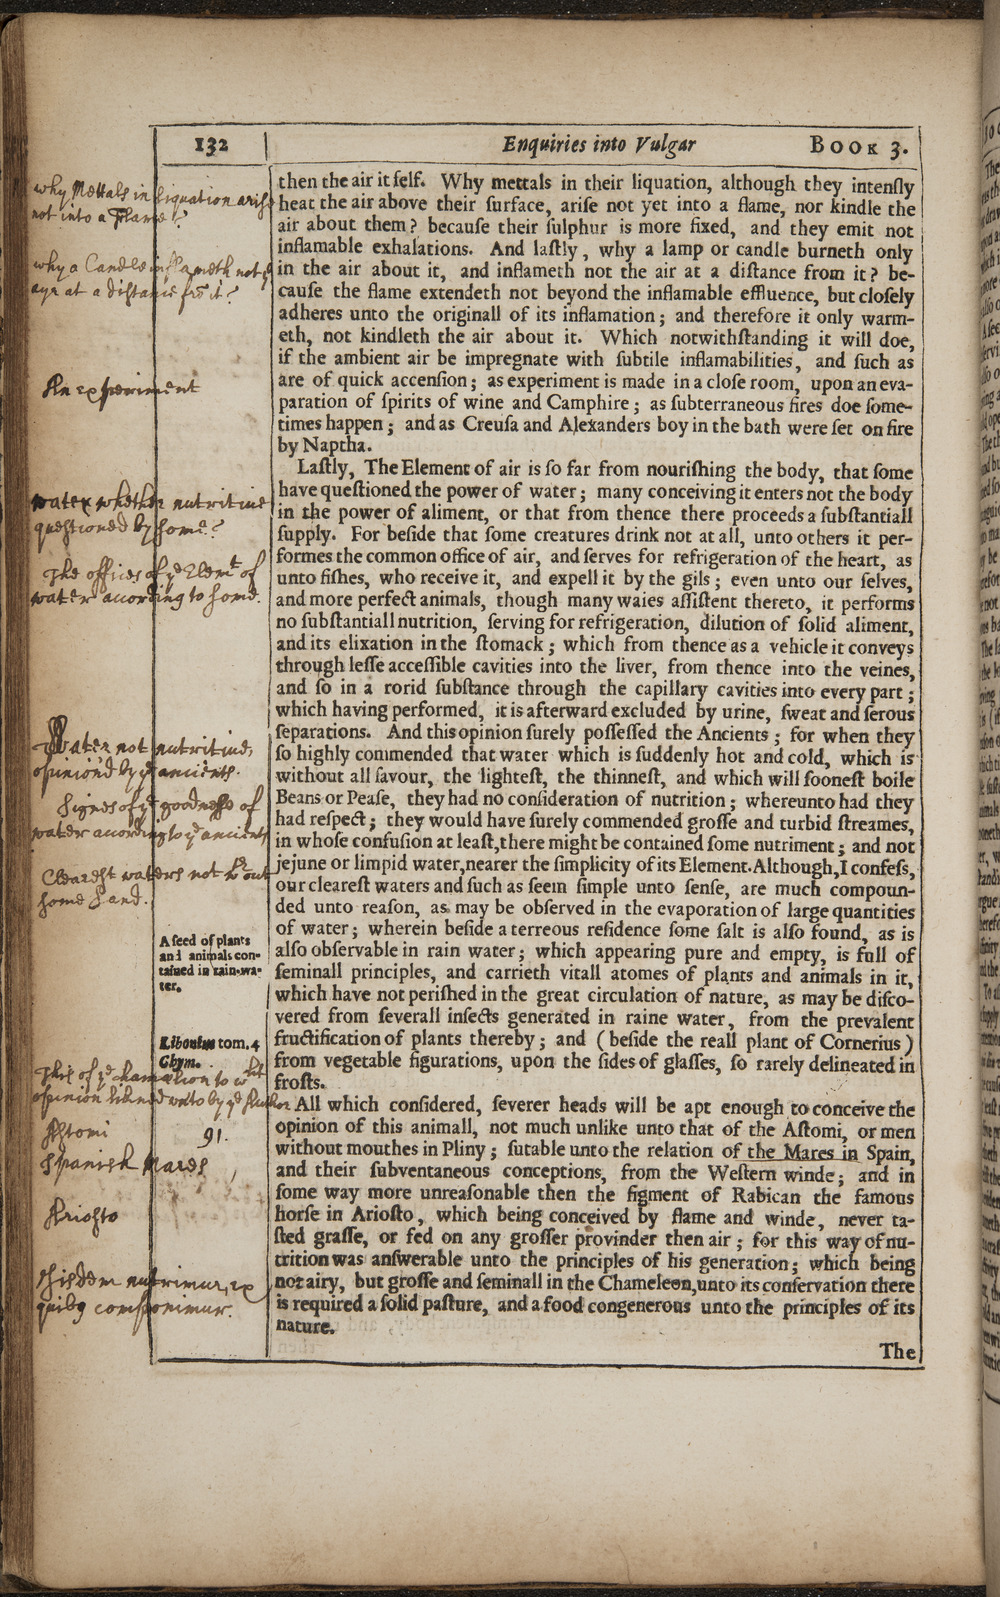 132 Enquiries into Vulgar BOOK 3.
why Mettals in liquation arise
not into a Flame?
why a Candle inflameth not yͤ
ayr at a distance frō it?
An experiment
water whether nutritive
questioned by some?
The offices of yͤ Elemᵗ of
water according to some.
Water not nutritive,
opinion'd by yͤ ancients.
Signes of yͤ goodnesse of
water acording to yͤ ancients
Clearest waters not wᵗʰout
some Sand.
A ſeed of plants
and animals con-
tained in rain-wa-
ter.
Libavius tom. 4
Chym.
This of yͤ chamælion to wᵗ
opinion likned unto by yͤ Author
Astomi 91.
Spanish Mares
Ariosto
Ijsdem nutrimur, ex
quibꝫ componimur.
then the air it ſelf. Why mettals in their liquation, although they intenſly
heat the air above their ſurface, ariſe not yet into a flame, nor kindle the
air about them? becauſe their ſulphur is more fixed, and they emit not
inflamable exhalations. And laſtly, why a lamp or candle burneth only
in the air about it, and inflameth not the air at a diſtance from it? be-
cauſe the flame extendeth not beyond the inflamable effluence, but cloſely
adheres unto the originall of its inflamation; and therefore it only warm-
eth, not kindleth the air about it. Which notwithſtanding it will doe,
if the ambient air be impregnate with ſubtile inflamabilities, and ſuch as
are of quick accenſion; as experiment is made in a cloſe room, upon an eva-
paration of ſpirits of wine and Camphire; as ſubterraneous fires doe ſome-
times happen; and as Creuſa and Alexanders boy in the bath were ſet on fire
by Naptha.
Laſtly, The Element of air is ſo far from nouriſhing the body, that ſome
have queſtioned the power of water; many conceiving it enters not the body
in the power of aliment, or that from thence there proceeds a ſubſtantiall
ſupply. For beſide that ſome creatures drink not at all, unto others it per-
formes the common office of air, and ſerves for refrigeration of the heart, as
unto fiſhes, who receive it, and expell it by the gils; even unto our ſelves,
and more perfect animals, though many waies aſſiſtent thereto, it performs
no ſubſtantiall nutrition, ſerving for refrigeration, dilution of ſolid aliment,
and its elixation in the ſtomack; which from thence as a vehicle it conveys
through leſſe acceſſible cavities into the liver, from thence into the veines,
and ſo in a rorid ſubſtance through the capillary cavities into every part;
which having performed, it is afterward excluded by urine, ſweat and ſerous
ſeparations. And this opinion ſurely poſſeſſed the Ancients; for when they
ſo highly commended that water which is ſuddenly hot and cold, which is
without all ſavour, the lighteſt, the thinneſt, and which will ſooneſt boile
Beans or Peaſe, they had no conſideration of nutrition; whereunto had they
had reſpect; they would have ſurely commended groſſe and turbid ſtreames,
in whoſe confuſion at leaſt, there might be contained ſome nutriment; and not
jejune or limpid water, nearer the ſimplicity of its Element. Although, I confeſs,
our cleareſt waters and ſuch as ſeem ſimple unto ſenſe, are much compoun-
ded unto reaſon, as may be obſerved in the evaporation of large quantities
of water; wherein beſide a terreous reſidence ſome ſalt is alſo found, as is
alſo obſervable in rain water; which appearing pure and empty, is full of
ſeminall principles, and carrieth vitall atomes of plants and animals in it,
which have not periſhed in the great circulation of nature, as may be diſco-
vered from ſeverall inſects generated in raine water, from the prevalent
fructification of plants thereby; and (beſide the reall plant of Cornerius)
from vegetable figurations, upon the ſides of glaſſes, ſo rarely delineated in
froſts.
All which conſidered, ſeverer heads will be apt enough to conceive the
opinion of this animall, not much unlike unto that of the Aſtomi, or men
without mouthes in Pliny; ſutable unto the relation of the Mares in Spain,
and their ſubventaneous conceptions, from the Weſtern winde; and in
ſome way more unreaſonable then the figment of Rabican the famous
horſe in Arioſto, which being conceived by flame and winde, never ta-
ſted graſſe, or fed on any groſſer provinder then air; for this way of nu-
trition was anſwerable unto the principles of his generation; which being
not airy, but groſſe and ſeminall in the Chameleon, unto its conſervation there
is required a ſolid paſture, and a food congenerous unto the principles of its
nature.
The